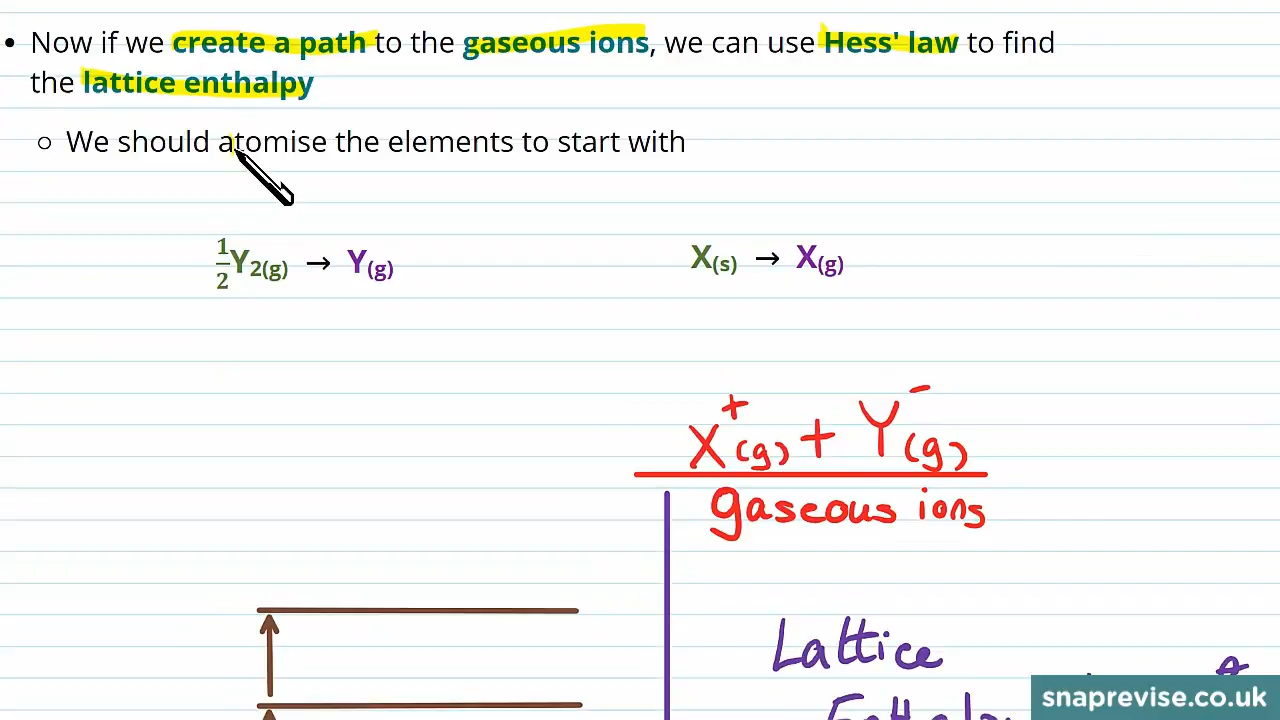 • Now if we create a path to the gaseous ions, we can use Hess' law to find
the lattice enthalpy
○ We should atomise the elements to start with
½Y₂(g) → Y(g)
X(s) → X(g)
X⁺(g) + Y⁻(g)
gaseous ions
Lattice
snaprevise.co.uk